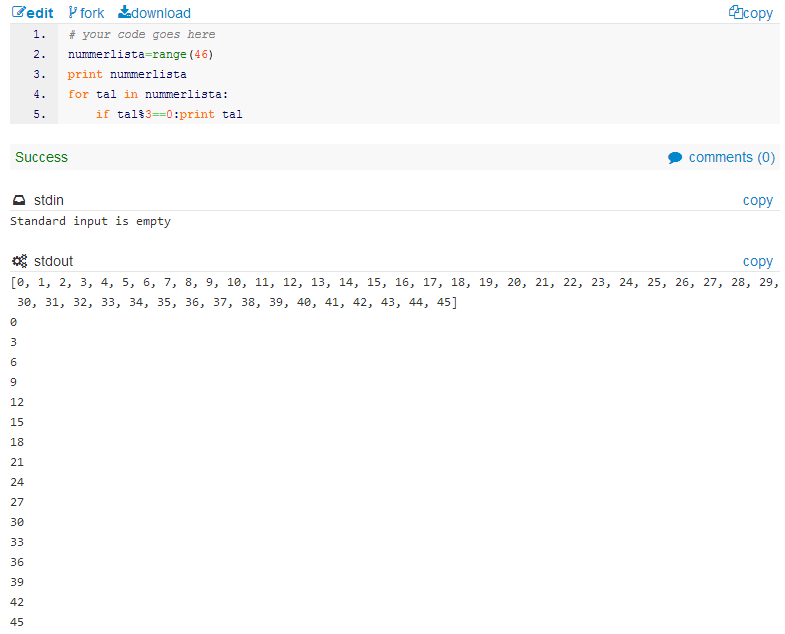 edit fork download copy
1. # your code goes here
2. nummerlista=range(46)
3. print nummerlista
4. for tal in nummerlista:
5.     if tal%3==0:print tal
Success comments (0)
stdin copy
Standard input is empty
stdout copy
[0, 1, 2, 3, 4, 5, 6, 7, 8, 9, 10, 11, 12, 13, 14, 15, 16, 17, 18, 19, 20, 21, 22, 23, 24, 25, 26, 27, 28, 29,
30, 31, 32, 33, 34, 35, 36, 37, 38, 39, 40, 41, 42, 43, 44, 45]
0
3
6
9
12
15
18
21
24
27
30
33
36
39
42
45